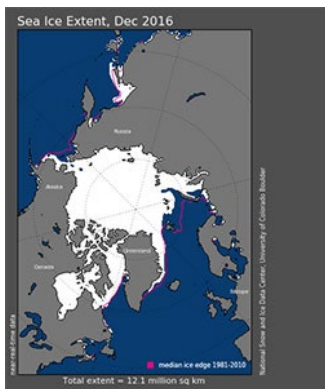 Sea Ice Extent, Dec 2016
Russia
Alaska
Greenland
Canada
Europe
median ice edge 1981-2010
near-real-time data
National Snow and Ice Data Center, University of Colorado Boulder
Total extent = 12.1 million sq km